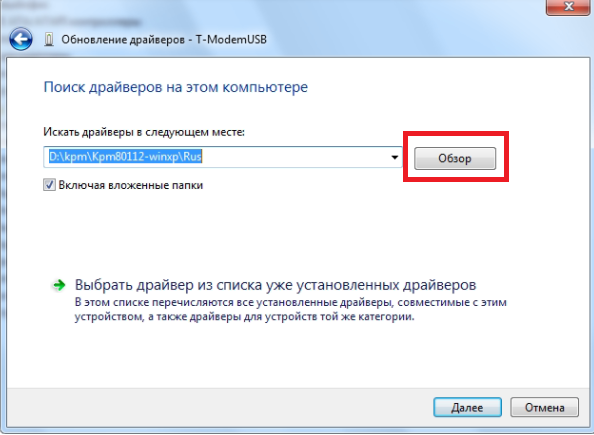 Обновление драйверов - T-ModemUSB
Поиск драйверов на этом компьютере
Искать драйверы в следующем месте:
D:\kpm\Kpm80112-winxp\Rus
Обзор
Включая вложенные папки
Выбрать драйвер из списка уже установленных драйверов
В этом списке перечисляются все установленные драйверы, совместимые с этим
устройством, а также драйверы для устройств той же категории.
Далее
Отмена